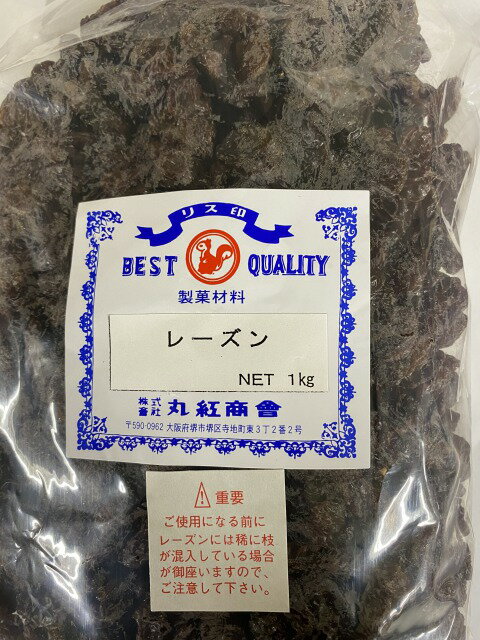 リス印
BEST QUALITY
製菓材料
レーズン
NET 1kg
株式会社 丸紅商會
〒590-0962 大阪府堺市堺区寺地町東3丁2番2号
重要
ご使用になる前に
レーズンには稀に枝
が混入している場合
が御座いますので、
ご注意して下さい。